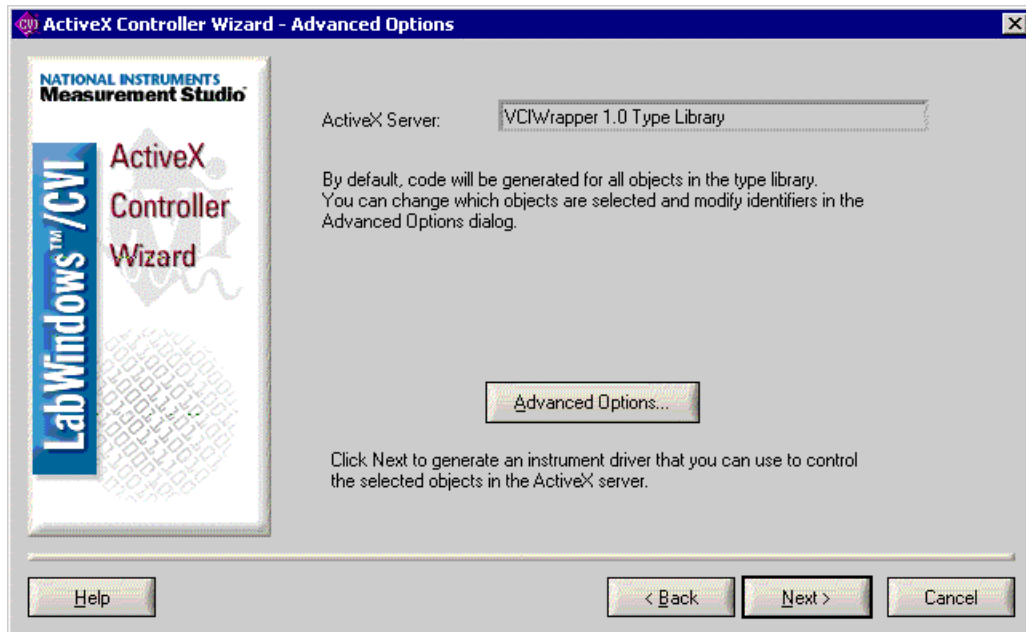 CVI ActiveX Controller Wizard - Advanced Options
NATIONAL INSTRUMENTS
Measurement Studio
LabWindows™/CVI
ActiveX
Controller
Wizard
ActiveX Server:
VCIWrapper 1.0 Type Library
By default, code will be generated for all objects in the type library.
You can change which objects are selected and modify identifiers in the
Advanced Options dialog.
Advanced Options...
Click Next to generate an instrument driver that you can use to control
the selected objects in the ActiveX server.
Help
< Back
Next >
Cancel